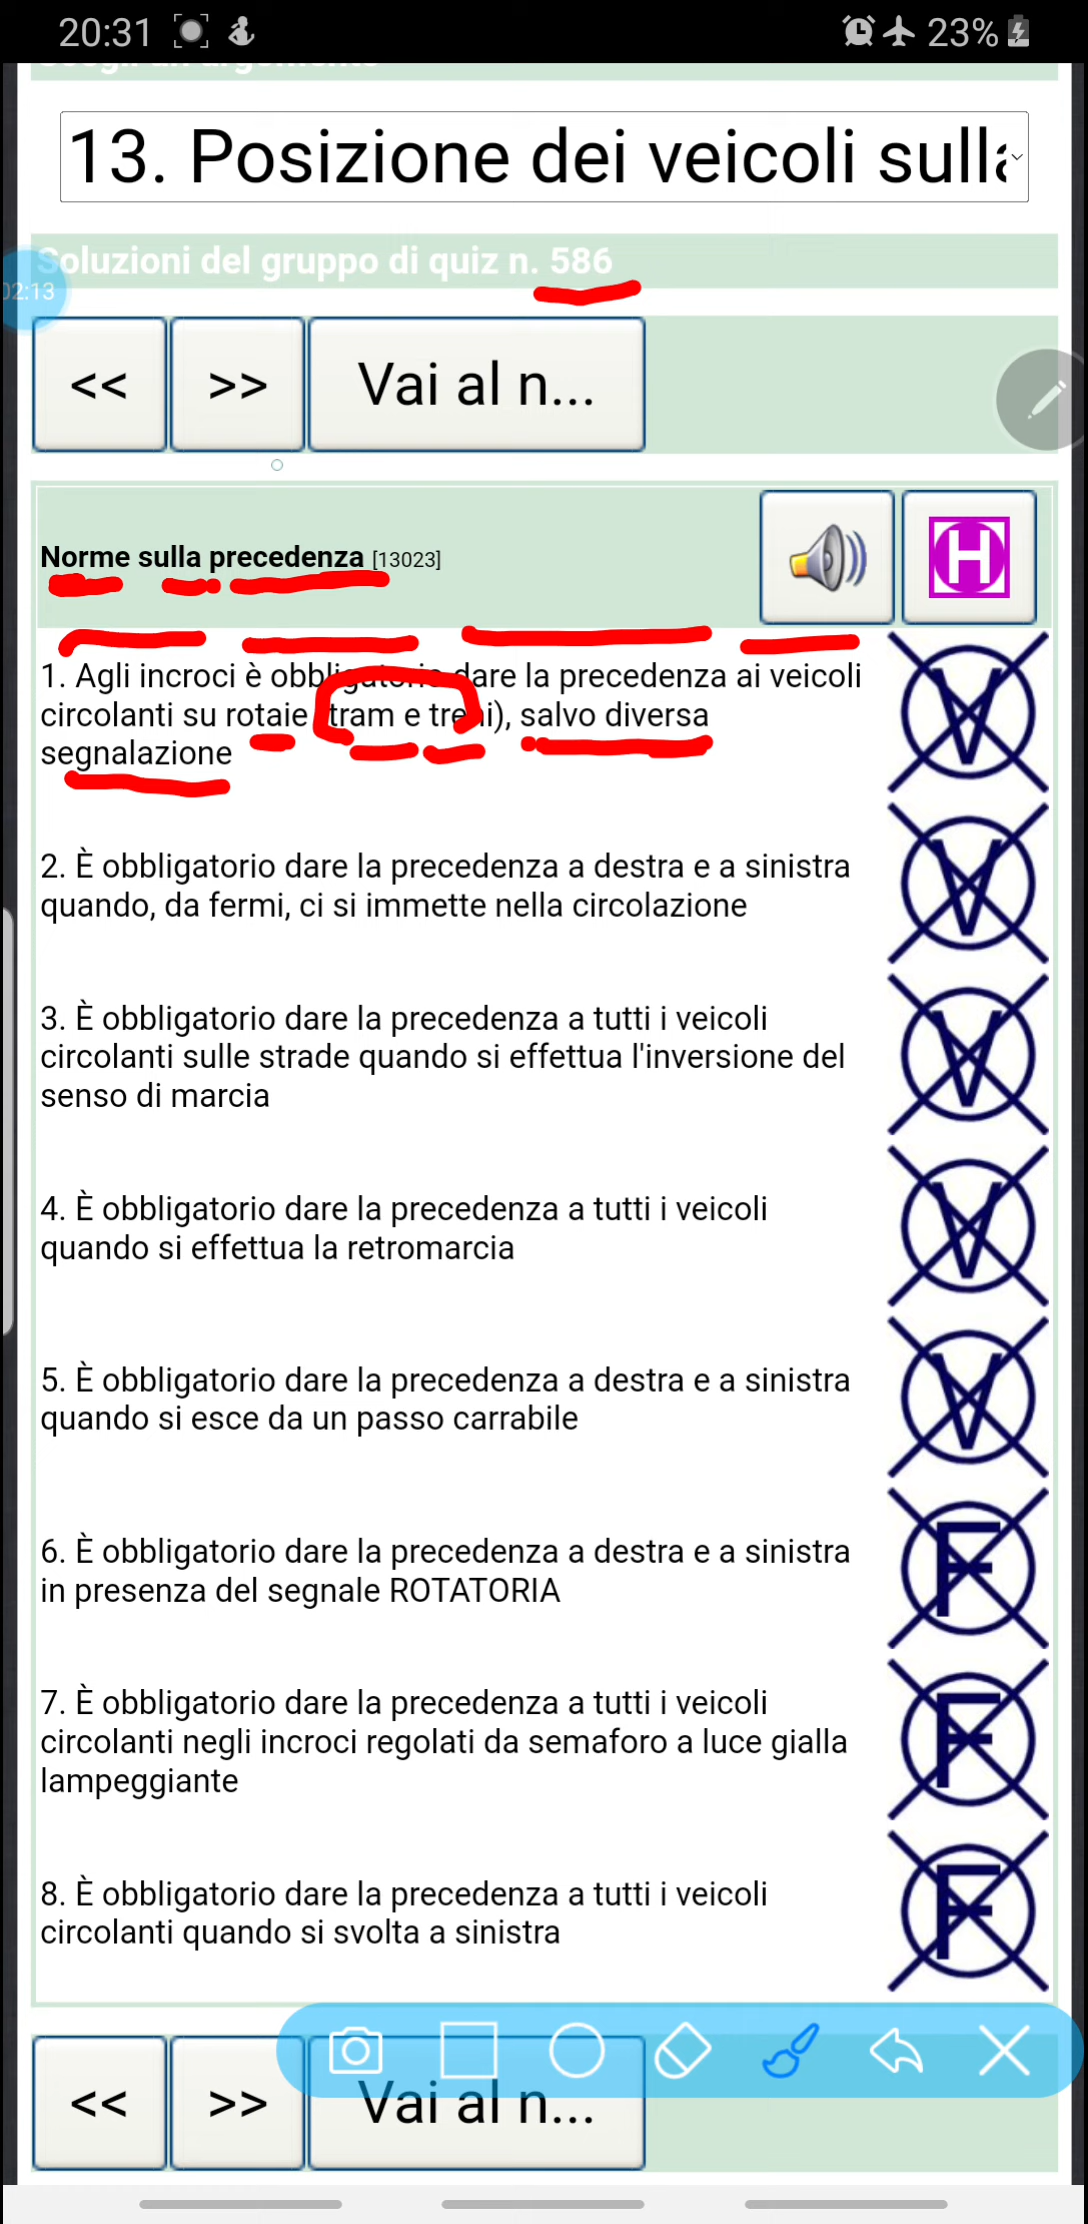 20:31
23%
13. Posizione dei veicoli sulla
Soluzioni del gruppo di quiz n. 586
02:13
<< >> Vai al n...
Norme sulla precedenza [13023]
H
1. Agli incroci è obbligatorio dare la precedenza ai veicoli
circolanti su rotaie (tram e treni), salvo diversa
segnalazione
V
2. È obbligatorio dare la precedenza a destra e a sinistra
quando, da fermi, ci si immette nella circolazione
V
3. È obbligatorio dare la precedenza a tutti i veicoli
circolanti sulle strade quando si effettua l'inversione del
senso di marcia
V
4. È obbligatorio dare la precedenza a tutti i veicoli
quando si effettua la retromarcia
V
5. È obbligatorio dare la precedenza a destra e a sinistra
quando si esce da un passo carrabile
V
6. È obbligatorio dare la precedenza a destra e a sinistra
in presenza del segnale ROTATORIA
F
7. È obbligatorio dare la precedenza a tutti i veicoli
circolanti negli incroci regolati da semaforo a luce gialla
lampeggiante
F
8. È obbligatorio dare la precedenza a tutti i veicoli
circolanti quando si svolta a sinistra
F
<< >> Vai al n...